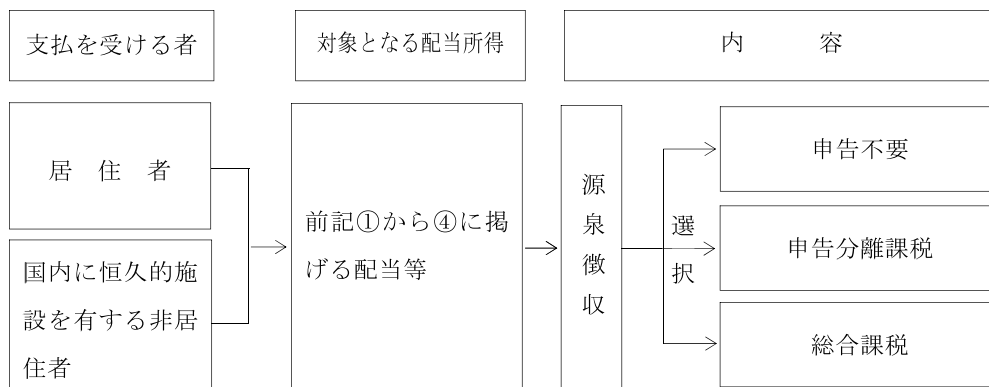 支払を受ける者
対象となる配当所得
内 容
居 住 者
国内に恒久的施
設を有する非居
住者
前記①から④に掲
げる配当等
源泉徴収
選択
申告不要
申告分離課税
総合課税